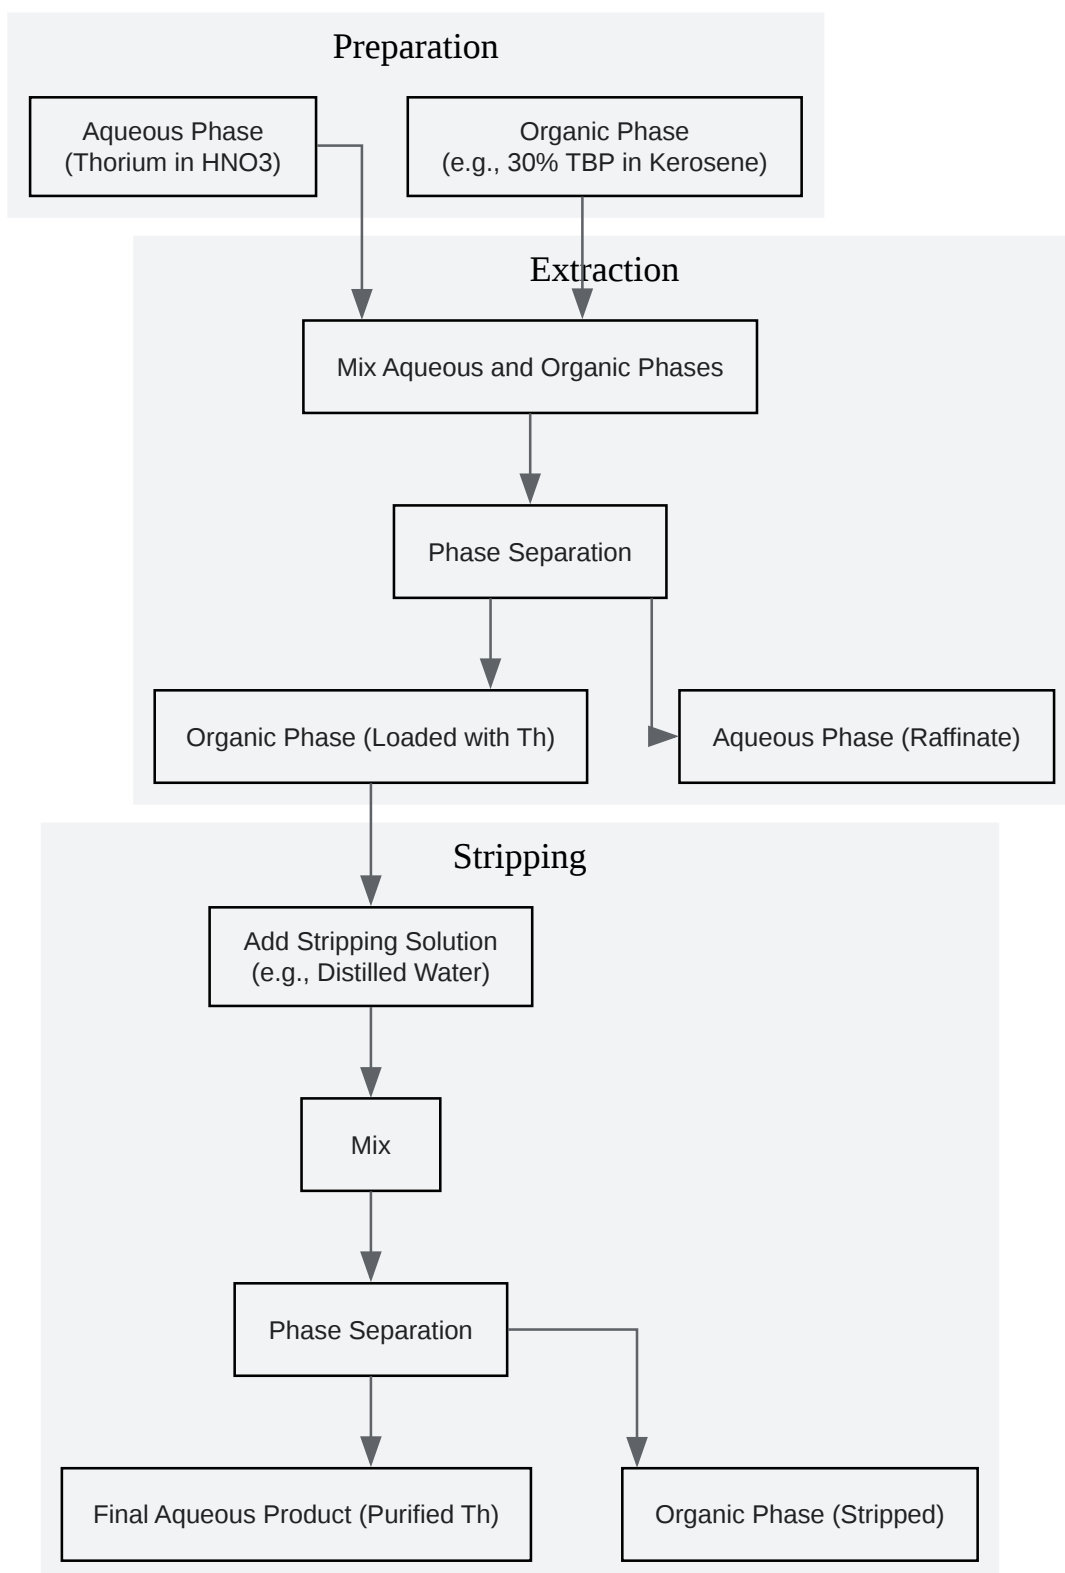 Preparation
Aqueous Phase
(Thorium in HNO3)
Organic Phase
(e.g., 30% TBP in Kerosene)
Extraction
Mix Aqueous and Organic Phases
Phase Separation
Organic Phase (Loaded with Th)
Aqueous Phase (Raffinate)
Stripping
Add Stripping Solution
(e.g., Distilled Water)
Mix
Phase Separation
Final Aqueous Product (Purified Th)
Organic Phase (Stripped)